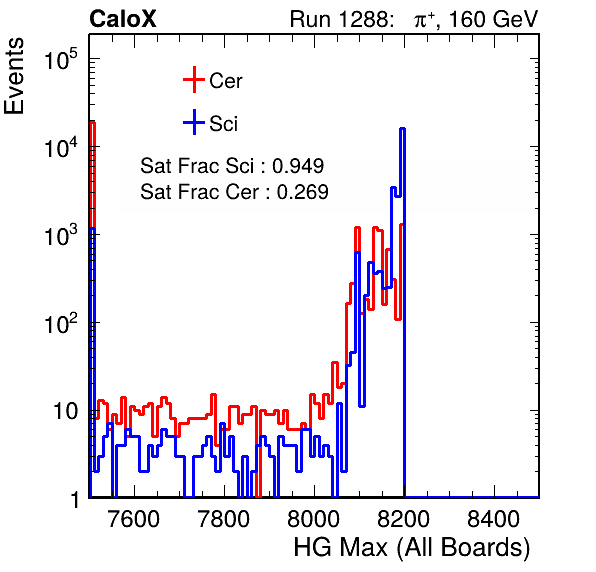 CaloX Run 1288: π⁺, 160 GeV
Events
10⁵
10⁴
10³
10²
10
1
Cer
Sci
Sat Frac Sci : 0.949
Sat Frac Cer : 0.269
7600 7800 8000 8200 8400
HG Max (All Boards)